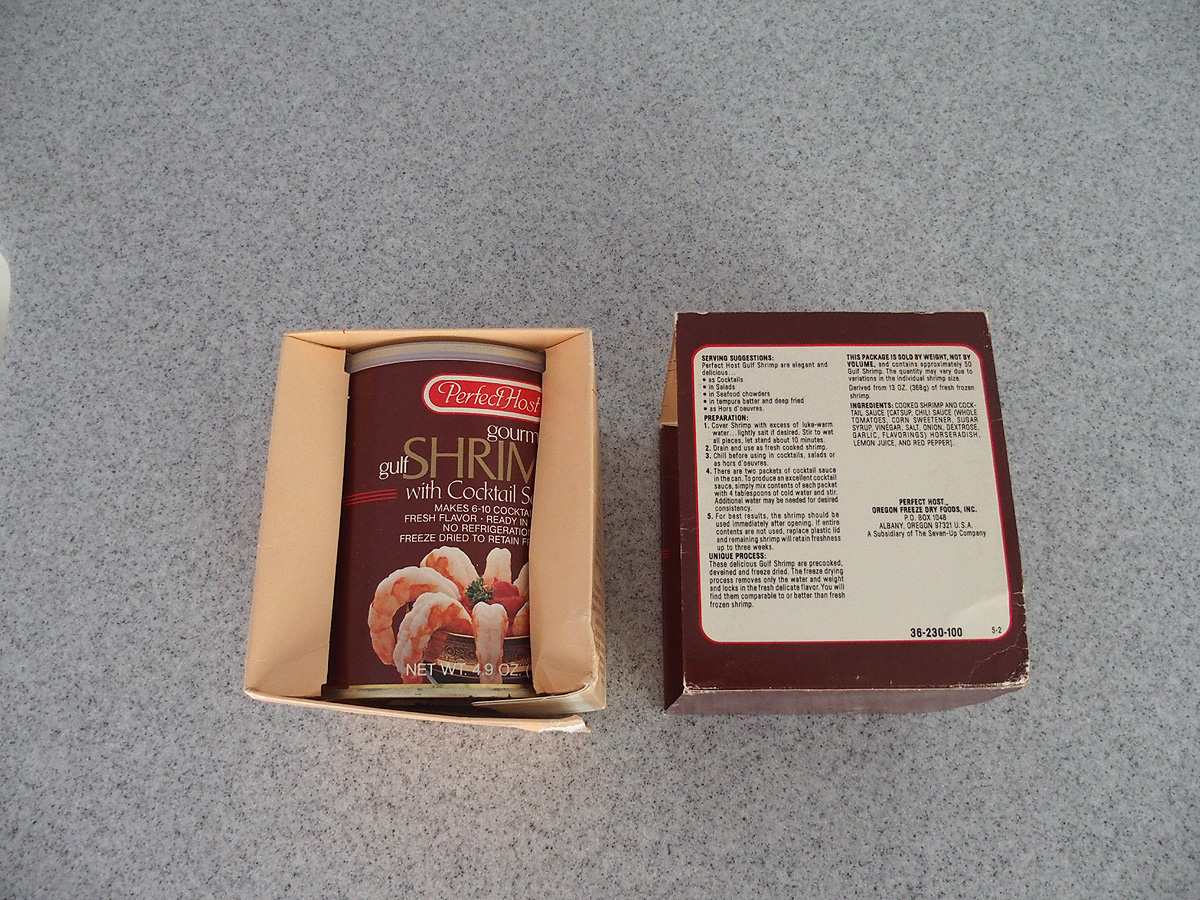 Perfect Host
gourm
gulf SHRIM
with Cocktail S
MAKES 6-10 COCKTA
FRESH FLAVOR · READY IN
NO REFRIGERATIO
FREEZE DRIED TO RETAIN F
NET WT. 4.9 OZ. (
SERVING SUGGESTIONS:
Perfect Host Gulf Shrimp are elegant and
delicious...
• as Cocktails
• in Salads
• in Seafood chowders
• in tempura batter and deep fried
• as Hors d'oeuvres.
PREPARATION:
1. Cover Shrimp with excess of luke-warm
water...lightly salt if desired. Stir to wet
all pieces, let stand about 10 minutes.
2. Drain and use as fresh cooked shrimp.
3. Chill before using in cocktails, salads or
as hors d'oeuvres.
4. There are two packets of cocktail sauce
in the can. To produce an excellent cocktail
sauce, simply mix contents of each packet
with 4 tablespoons of cold water and stir.
Additional water may be needed for desired
consistency.
5. For best results, the shrimp should be
used immediately after opening. If entire
contents are not used, replace plastic lid
and remaining shrimp will retain freshness
up to three weeks.
UNIQUE PROCESS:
These delicious Gulf Shrimp are precooked,
deveined and freeze dried. The freeze drying
process removes only the water and weight
and locks in the fresh delicate flavor. You will
find them comparable to or better than fresh
frozen shrimp.
THIS PACKAGE IS SOLD BY WEIGHT, NOT BY
VOLUME, and contains approximately 50
Gulf Shrimp. The quantity may vary due to
variations in the individual shrimp size.
Derived from 13 OZ. (368g) of fresh frozen
shrimp.
INGREDIENTS: COOKED SHRIMP AND COCK-
TAIL SAUCE [CATSUP, CHILI SAUCE (WHOLE
TOMATOES, CORN SWEETENER, SUGAR
SYRUP, VINEGAR, SALT, ONION, DEXTROSE,
GARLIC, FLAVORINGS) HORSERADISH,
LEMON JUICE, AND RED PEPPER].
PERFECT HOST™
OREGON FREEZE DRY FOODS, INC.
P.O. BOX 1048
ALBANY, OREGON 97321 U.S.A.
A Subsidiary of The Seven-Up Company
36-230-100
5-2